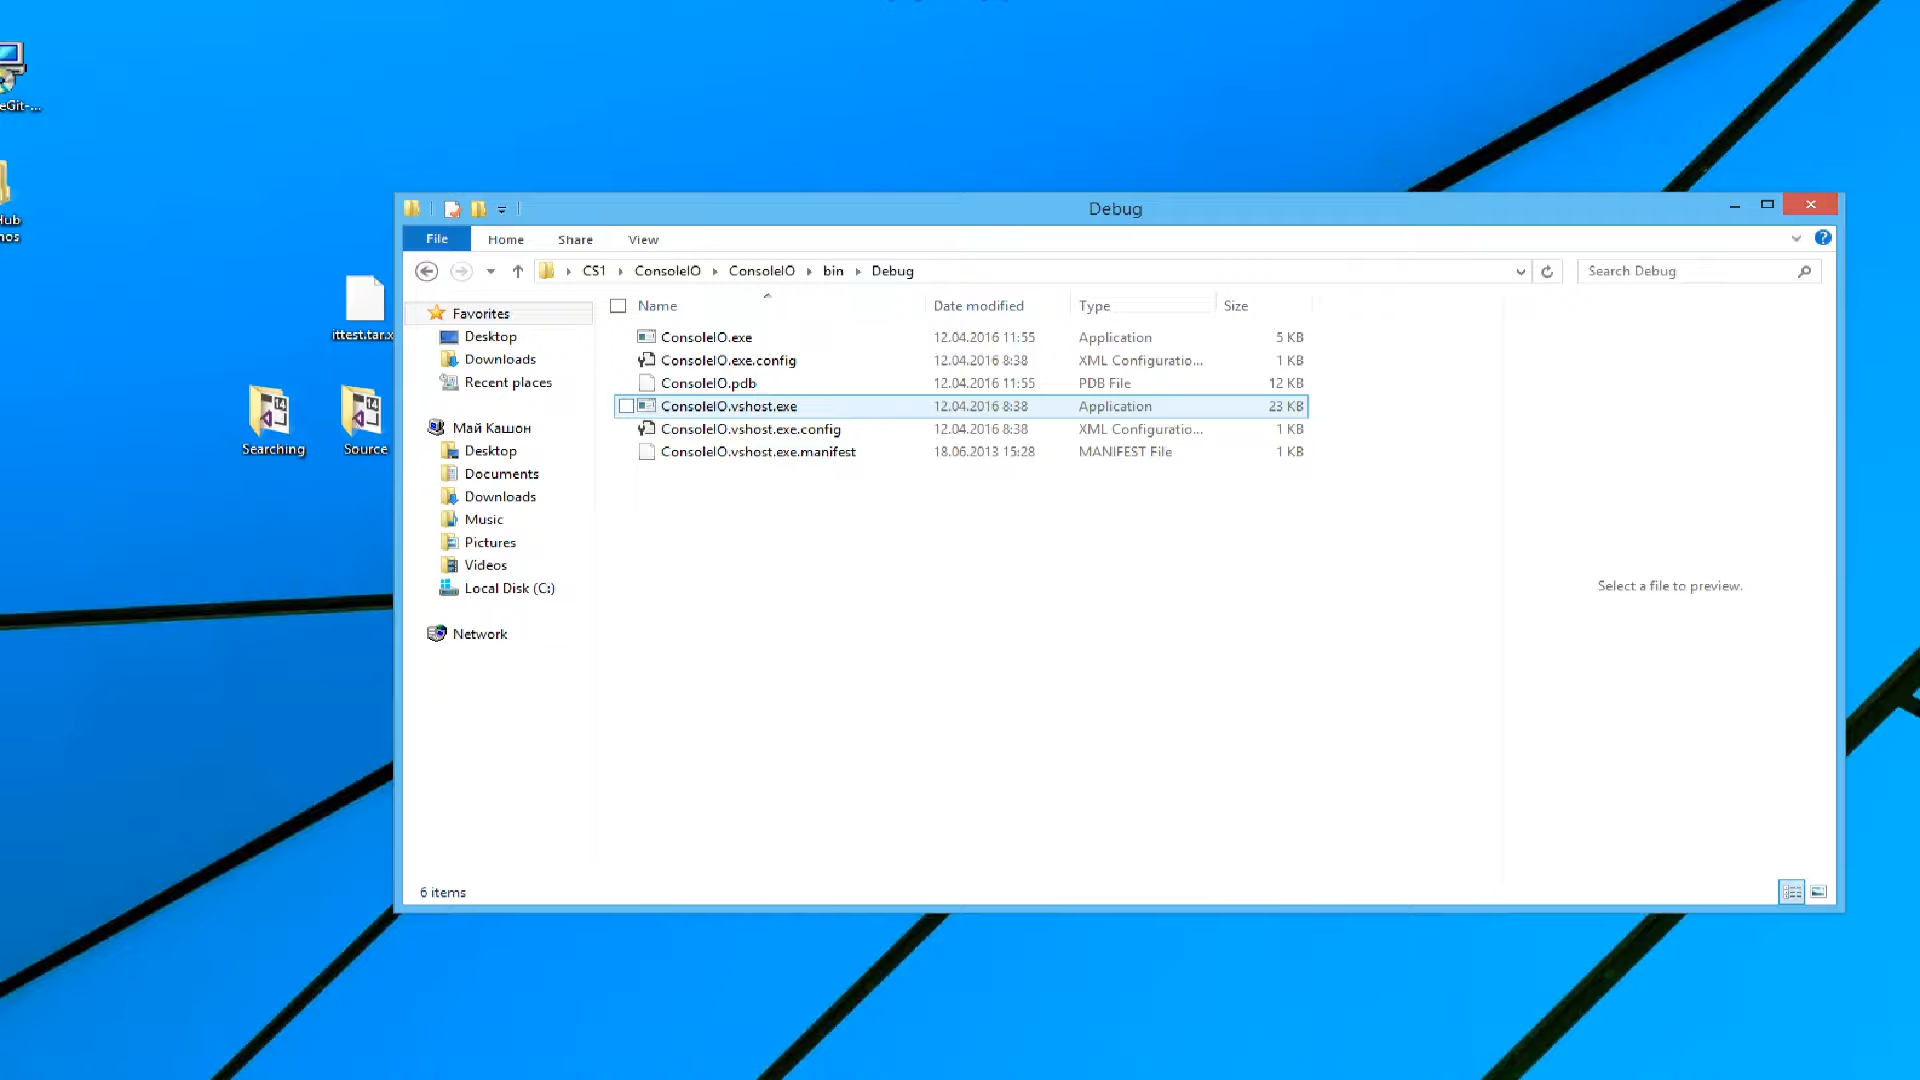 eGit-...
Hub
nos
ittest.tar.x
Searching
Source
Debug
File Home Share View
CS1 ConsoleIO ConsoleIO bin Debug
Search Debug
Name Date modified Type Size
ConsoleIO.exe 12.04.2016 11:55 Application 5 KB
ConsoleIO.exe.config 12.04.2016 8:38 XML Configuratio... 1 KB
ConsoleIO.pdb 12.04.2016 11:55 PDB File 12 KB
ConsoleIO.vshost.exe 12.04.2016 8:38 Application 23 KB
ConsoleIO.vshost.exe.config 12.04.2016 8:38 XML Configuratio... 1 KB
ConsoleIO.vshost.exe.manifest 18.06.2013 15:28 MANIFEST File 1 KB
Favorites
Desktop
Downloads
Recent places
Май Кашон
Desktop
Documents
Downloads
Music
Pictures
Videos
Local Disk (C:)
Network
Select a file to preview.
6 items